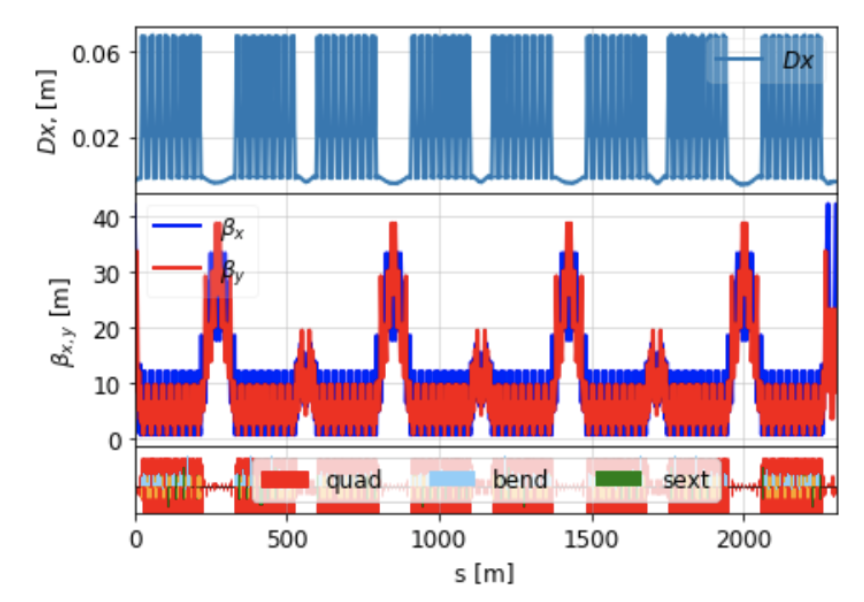 0.06
Dx
0.02
Dx, [m]
40
βx
30
βy
20
10
0
βx,y [m]
quad bend sext
0 500 1000 1500 2000
s [m]